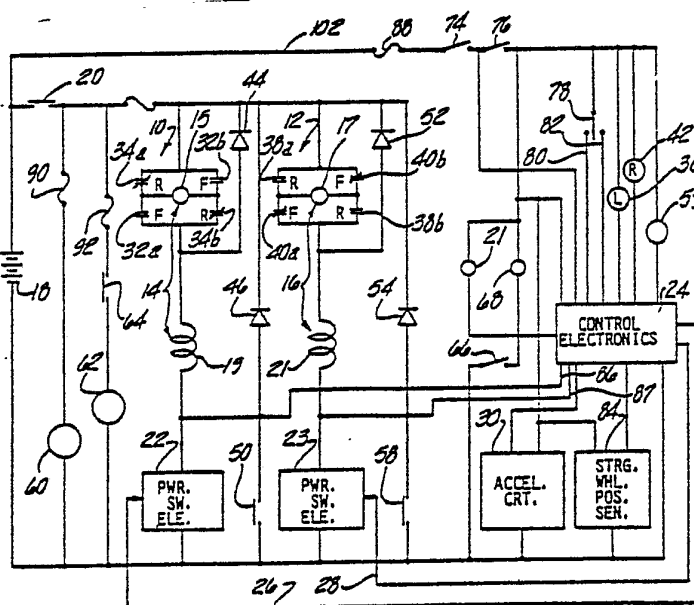 102
88
74
76
20
44
10
15
12
17
52
78
42
34a
32b
38a
40b
82
R
90
R
F
R
F
80
L
92
F
R
F
32a
34b
40a
38b
21
24
18
14
46
16
54
68
CONTROL
ELECTRONICS
64
19
21
66
62
86
87
22
23
30
84
50
58
60
PWR.
SW.
ELE.
PWR.
SW.
ELE.
ACCEL.
CRT.
STRG.
WHL.
POS.
SEN.
26
28